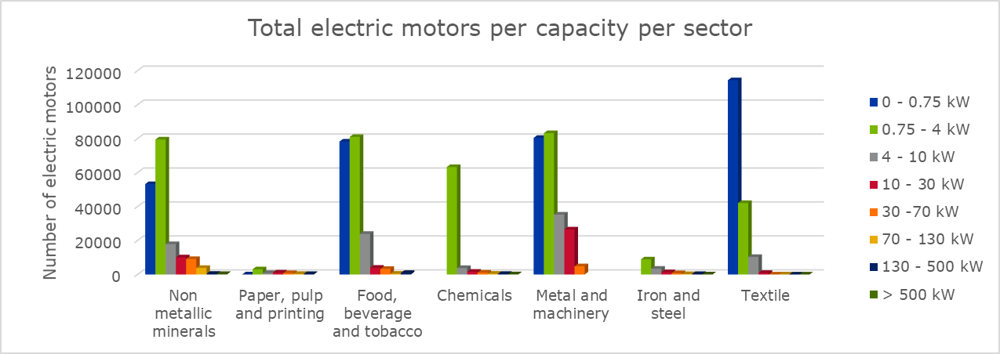 Total electric motors per capacity per sector
Number of electric motors
120000
100000
80000
60000
40000
20000
0
Non
metallic
minerals
Paper, pulp
and printing
Food,
beverage
and tobacco
Chemicals
Metal and
machinery
Iron and
steel
Textile
0 - 0.75 kW
0.75 - 4 kW
4 - 10 kW
10 - 30 kW
30 -70 kW
70 - 130 kW
130 - 500 kW
> 500 kW